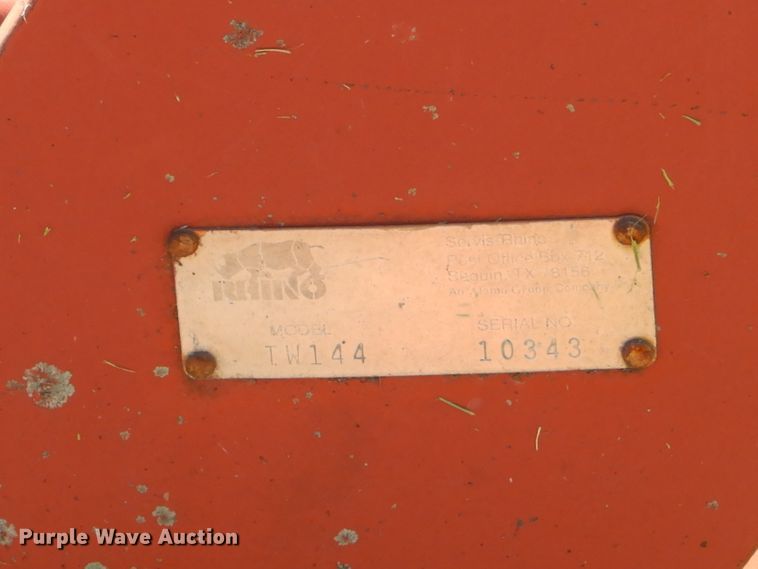 RHINO
Servis-Rhino
Post Office Box 712
Seguin, TX 78156
An Alamo Group Company
MODEL
TW144
SERIAL NO.
10343
Purple Wave Auction